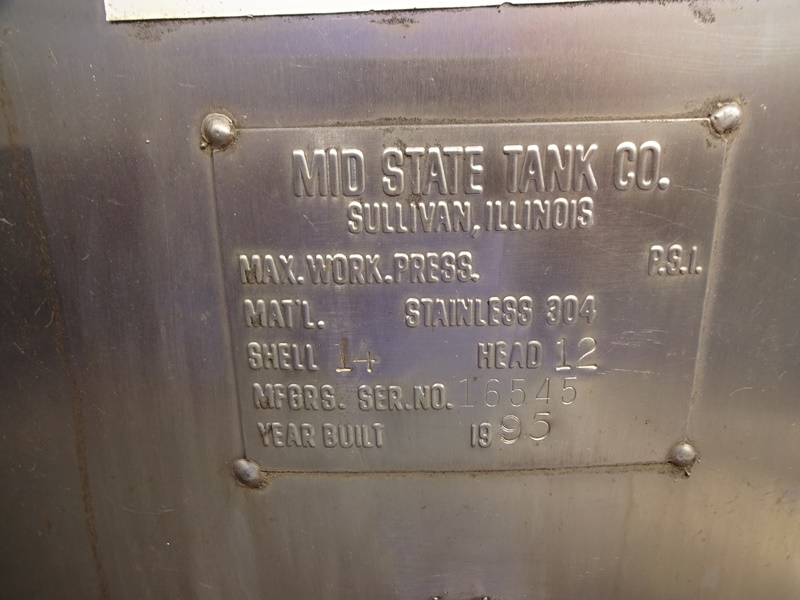 MID STATE TANK CO.
SULLIVAN, ILLINOIS
MAX. WORK. PRESS. P.S.I.
MAT'L. STAINLESS 304
SHELL 14 HEAD 12
MFGRS. SER. NO. 16545
YEAR BUILT 1995